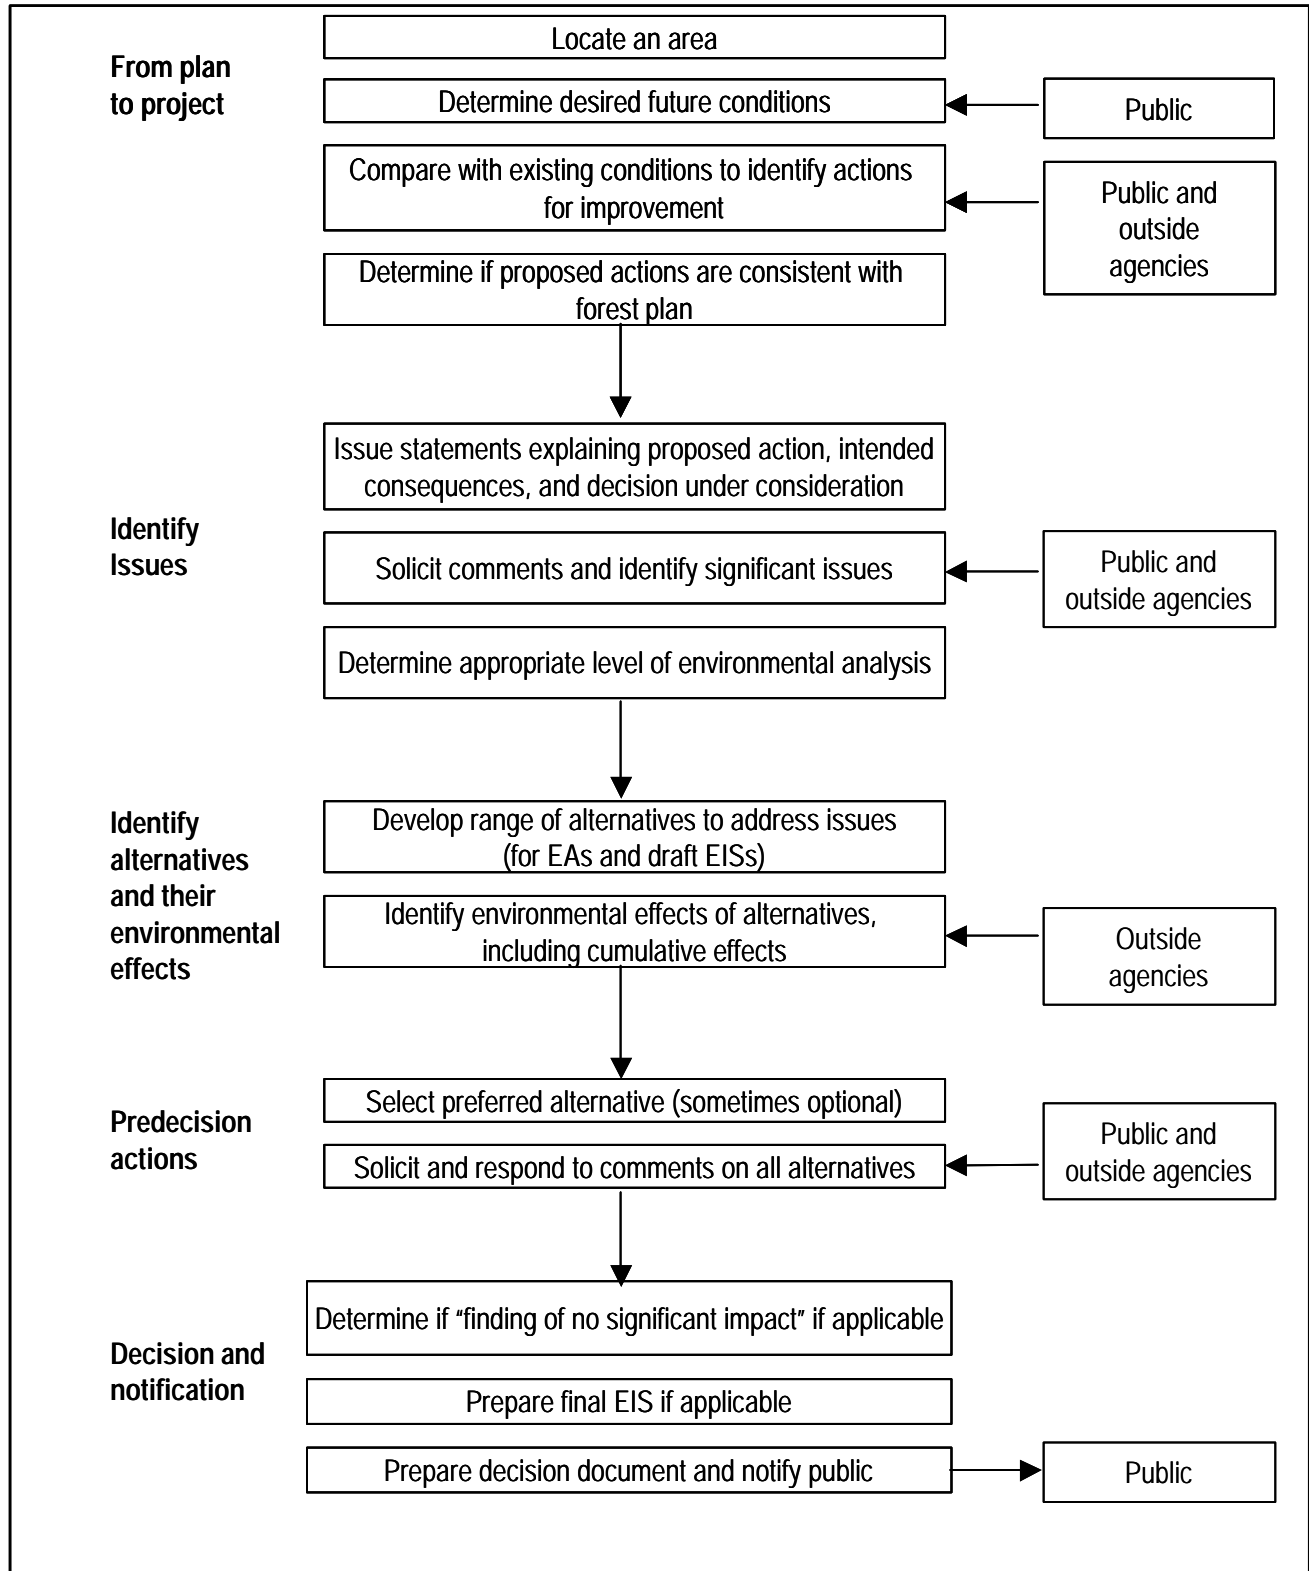 From plan
to project
Locate an area
Determine desired future conditions
Public
Compare with existing conditions to identify actions
for improvement
Public and
outside
agencies
Determine if proposed actions are consistent with
forest plan
Identify
Issues
Issue statements explaining proposed action, intended
consequences, and decision under consideration
Solicit comments and identify significant issues
Public and
outside agencies
Determine appropriate level of environmental analysis
Identify
alternatives
and their
environmental
effects
Develop range of alternatives to address issues
(for EAs and draft EISs)
Identify environmental effects of alternatives,
including cumulative effects
Outside
agencies
Predecision
actions
Select preferred alternative (sometimes optional)
Solicit and respond to comments on all alternatives
Public and
outside agencies
Decision and
notification
Determine if “finding of no significant impact” if applicable
Prepare final EIS if applicable
Prepare decision document and notify public
Public